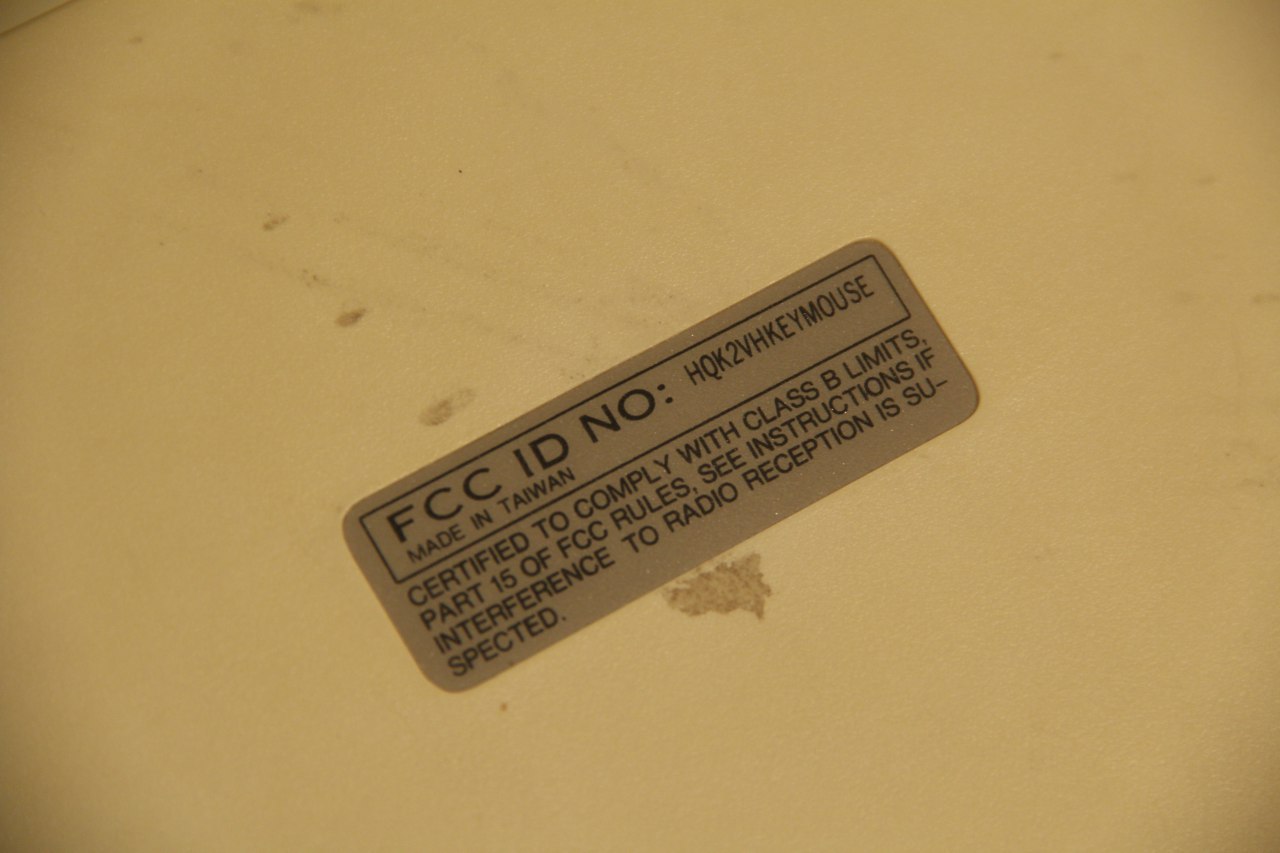 FCC ID NO: HQK2VHKEYMOUSE
MADE IN TAIWAN
CERTIFIED TO COMPLY WITH CLASS B LIMITS,
PART 15 OF FCC RULES, SEE INSTRUCTIONS IF
INTERFERENCE TO RADIO RECEPTION IS SU-
SPECTED.